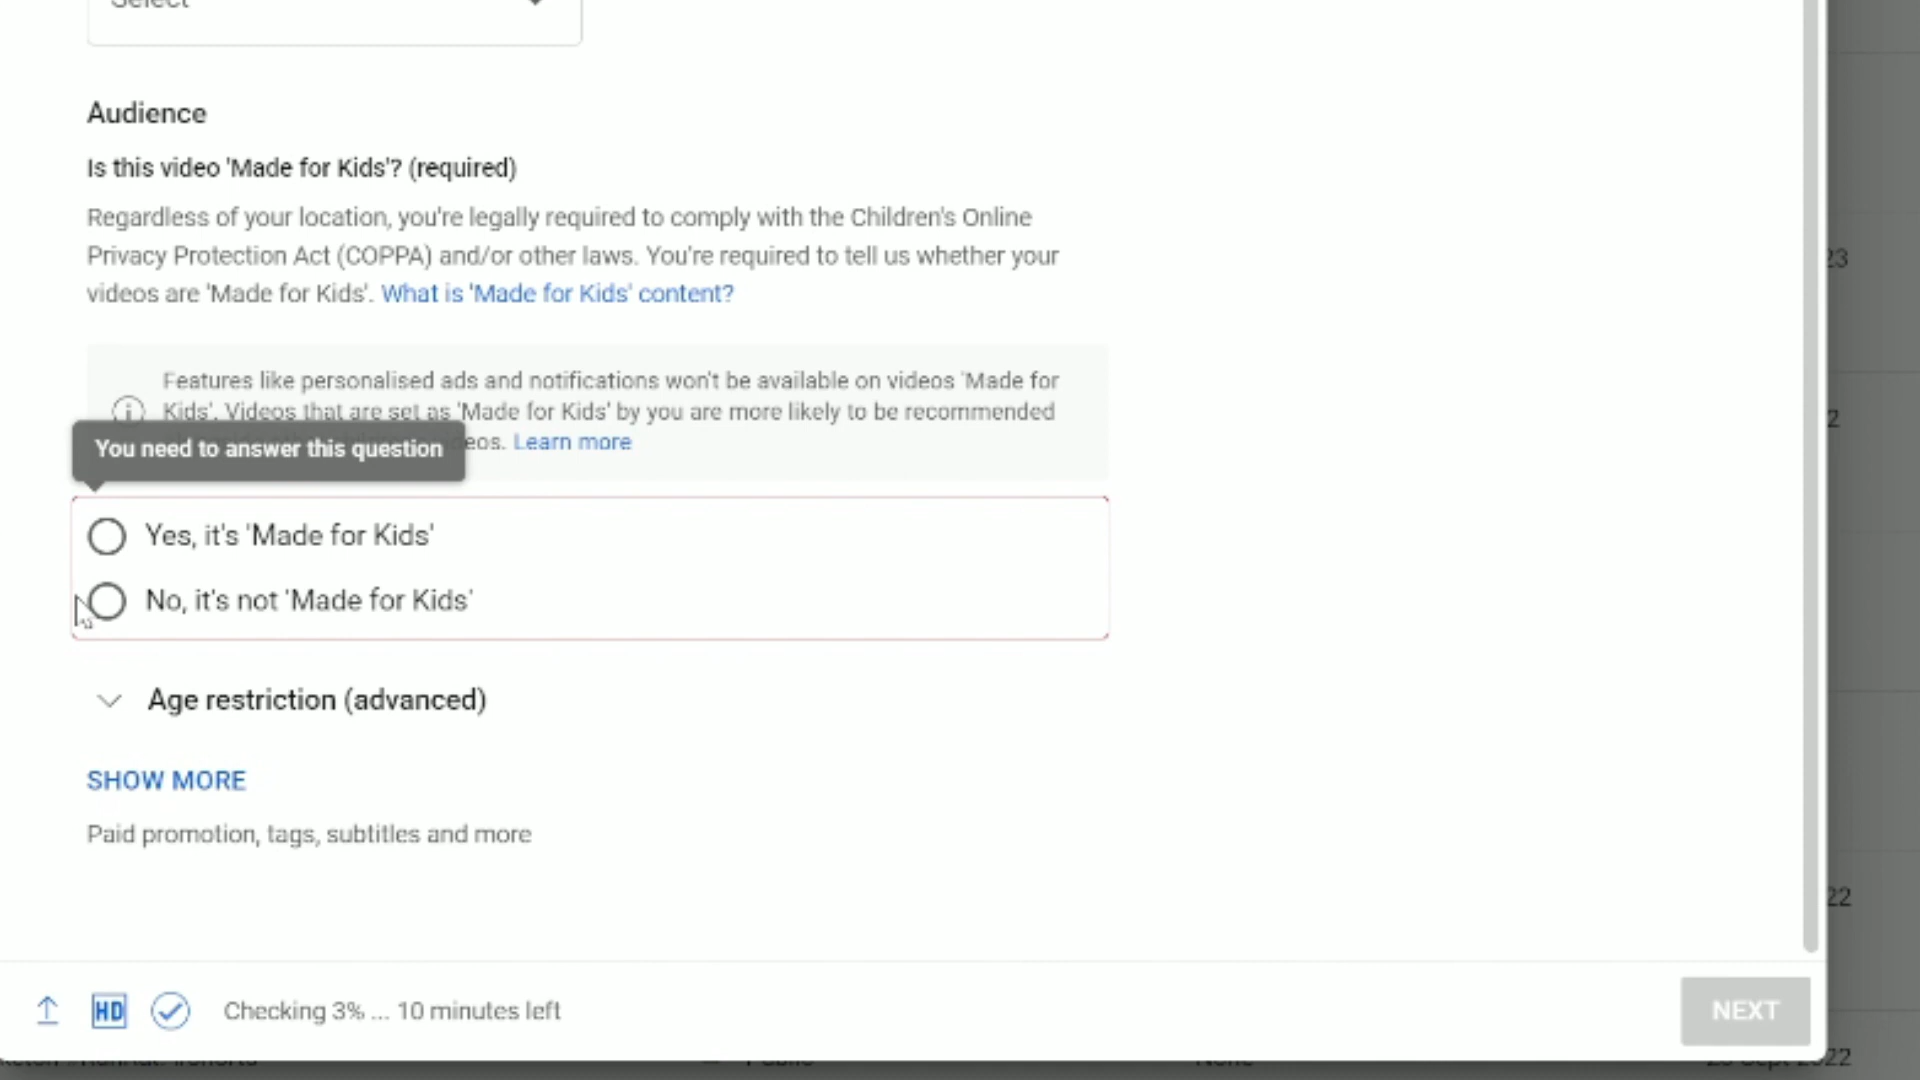 Select
Audience
Is this video 'Made for Kids'? (required)
Regardless of your location, you're legally required to comply with the Children's Online
Privacy Protection Act (COPPA) and/or other laws. You're required to tell us whether your
videos are 'Made for Kids'. What is 'Made for Kids' content?
Features like personalised ads and notifications won't be available on videos 'Made for
Kids'. Videos that are set as 'Made for Kids' by you are more likely to be recommended
Learn more
You need to answer this question
Yes, it's 'Made for Kids'
No, it's not 'Made for Kids'
Age restriction (advanced)
SHOW MORE
Paid promotion, tags, subtitles and more
HD Checking 3% ... 10 minutes left
NEXT